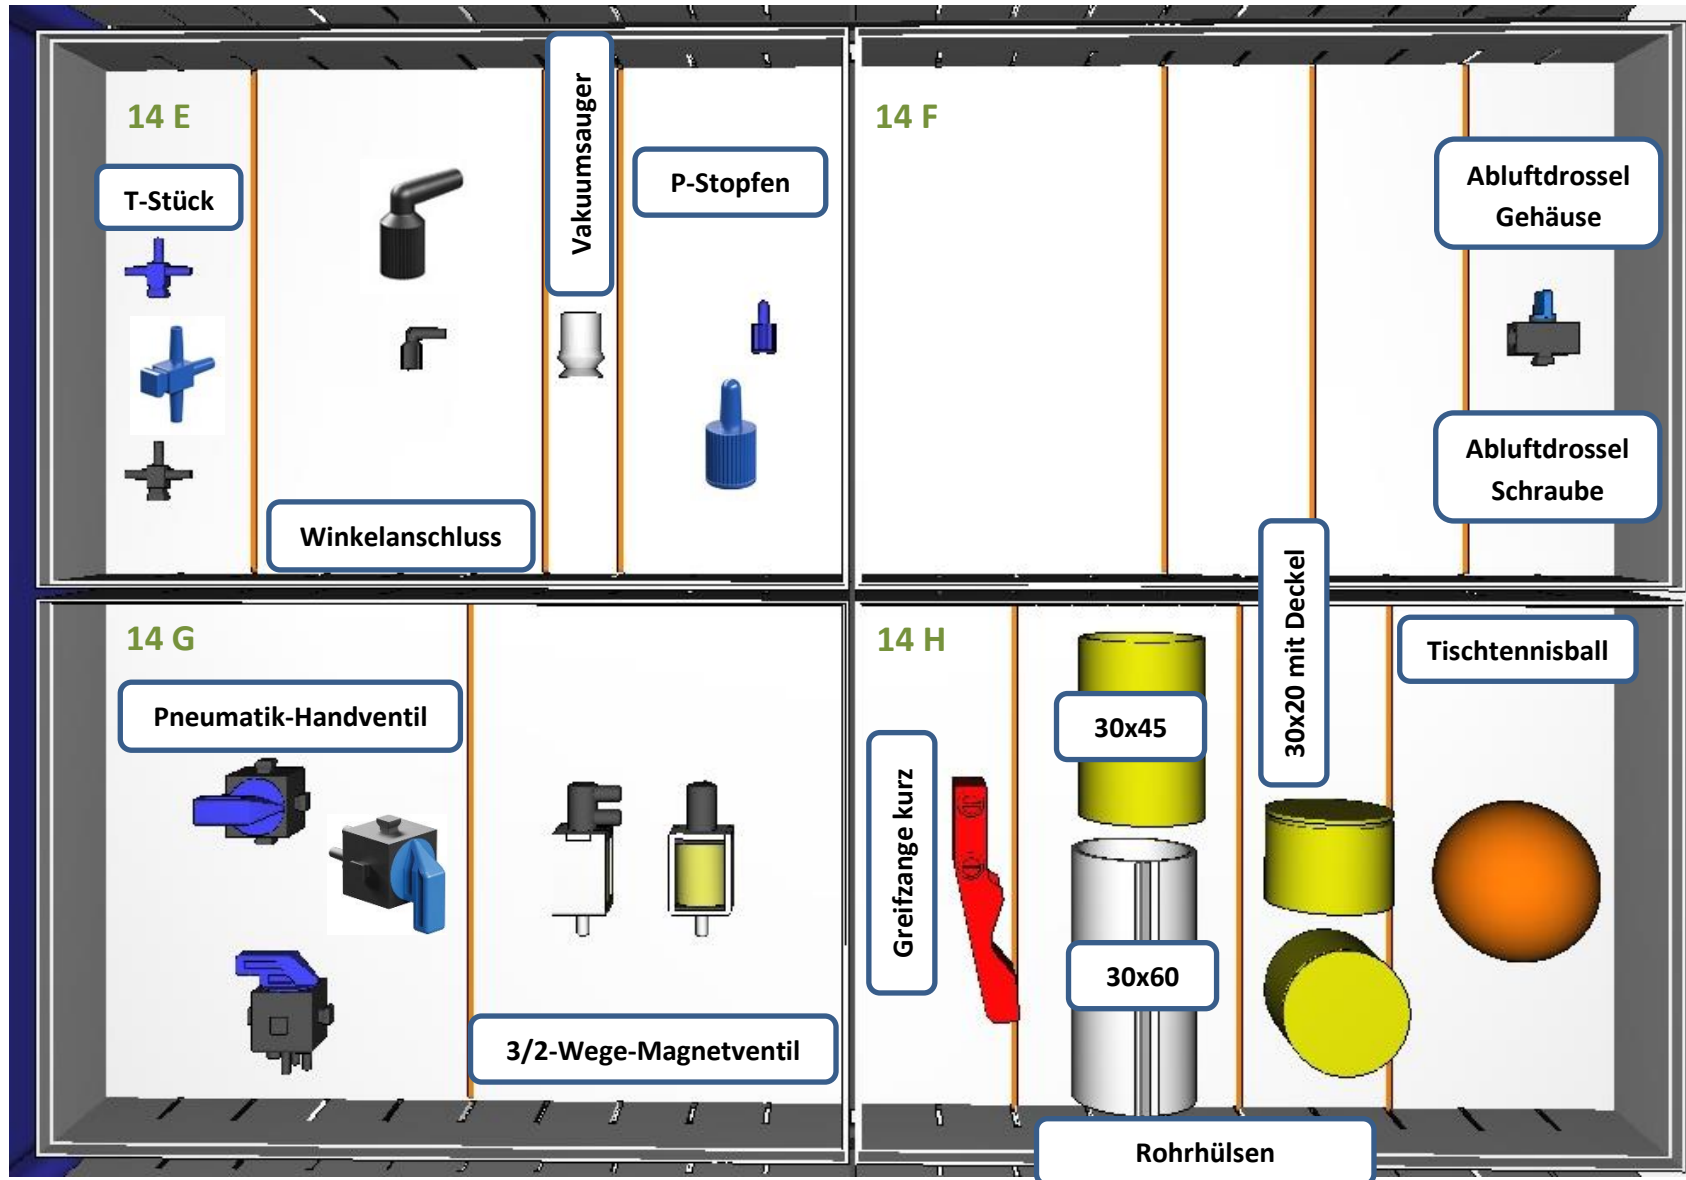 14 E
T-Stück
Winkelanschluss
Vakuumsauger
P-Stopfen
14 F
Abluftdrossel
Gehäuse
Abluftdrossel
Schraube
14 G
Pneumatik-Handventil
3/2-Wege-Magnetventil
14 H
Greifzange kurz
30x45
30x60
30x20 mit Deckel
Tischtennisball
Rohrhülsen